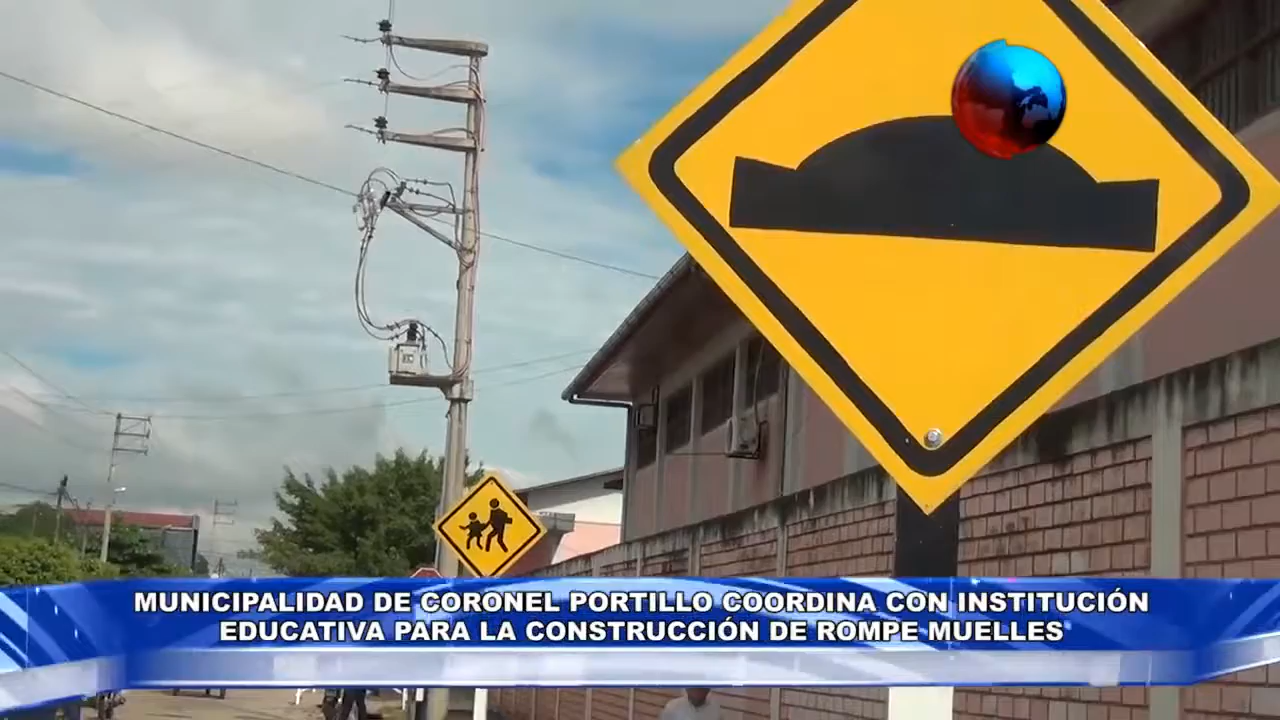 MUNICIPALIDAD DE CORONEL PORTILLO COORDINA CON INSTITUCIÓN
EDUCATIVA PARA LA CONSTRUCCIÓN DE ROMPE MUELLES